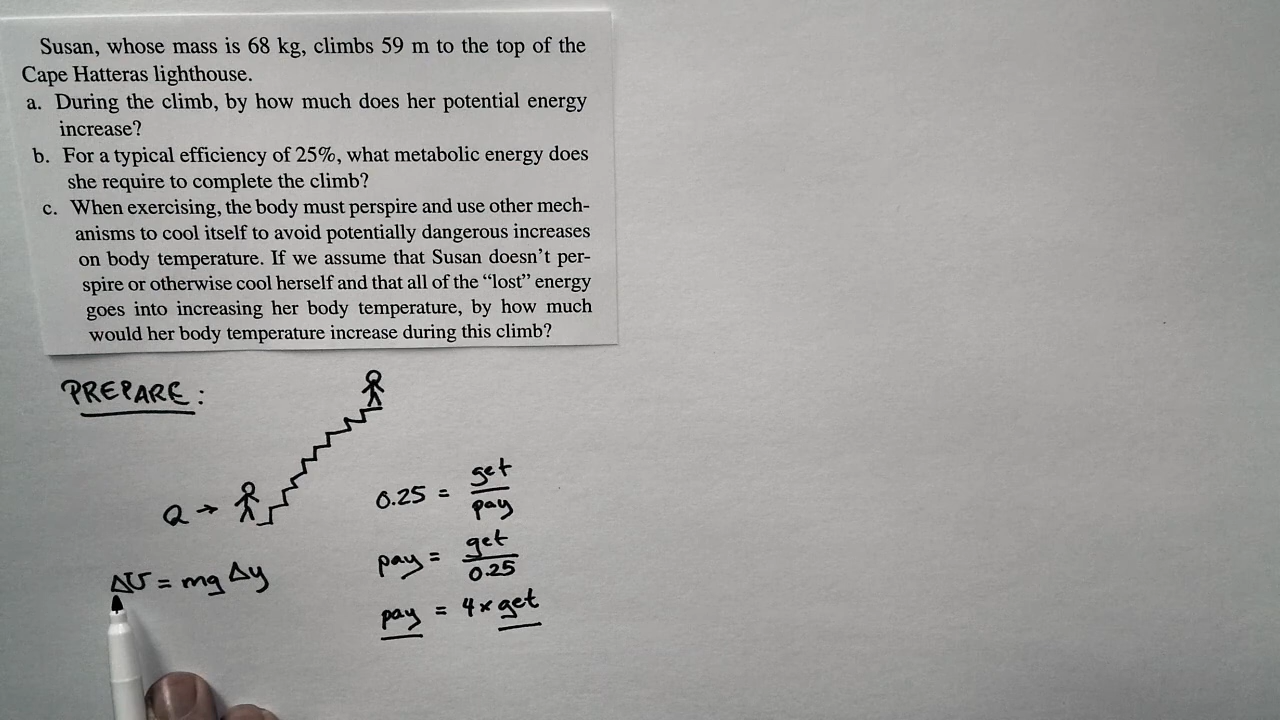 Susan, whose mass is 68 kg, climbs 59 m to the top of the
Cape Hatteras lighthouse.
a. During the climb, by how much does her potential energy
increase?
b. For a typical efficiency of 25%, what metabolic energy does
she require to complete the climb?
c. When exercising, the body must perspire and use other mech-
anisms to cool itself to avoid potentially dangerous increases
on body temperature. If we assume that Susan doesn't per-
spire or otherwise cool herself and that all of the “lost” energy
goes into increasing her body temperature, by how much
would her body temperature increase during this climb?
PREPARE:
Q →
ΔU = mg Δy
0.25 = get
pay
pay = get
0.25
pay = 4 × get